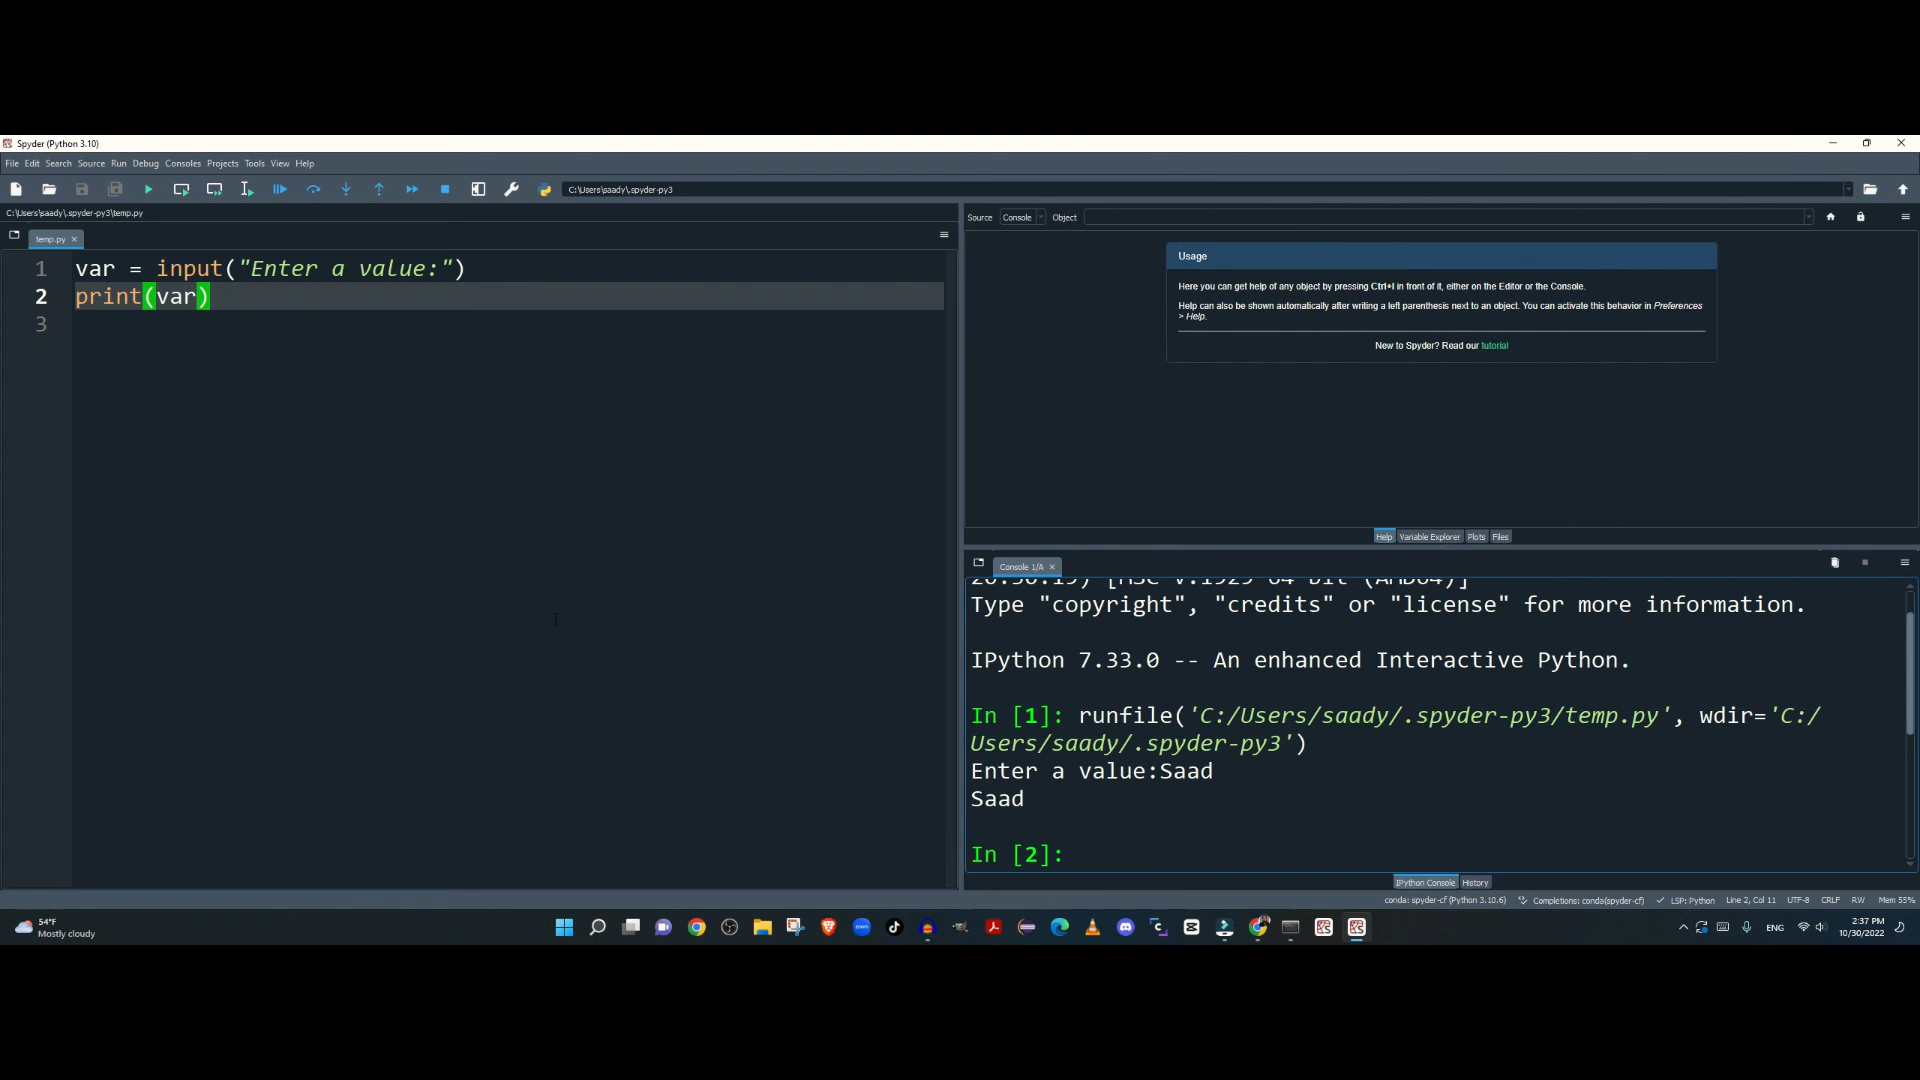 Spyder (Python 3.10)
File Edit Search Source Run Debug Consoles Projects Tools View Help
C:\Users\saady\.spyder-py3
C:\Users\saady\.spyder-py3\temp.py
temp.py
1 var = input("Enter a value:")
2 print(var)
3
Source Console Object
Usage
Here you can get help of any object by pressing Ctrl+I in front of it, either on the Editor or the Console.
Help can also be shown automatically after writing a left parenthesis next to an object. You can activate this behavior in Preferences
> Help.
New to Spyder? Read our tutorial
Help Variable Explorer Plots Files
Console 1/A
Type "copyright", "credits" or "license" for more information.
IPython 7.33.0 -- An enhanced Interactive Python.
In [1]: runfile('C:/Users/saady/.spyder-py3/temp.py', wdir='C:/
Users/saady/.spyder-py3')
Enter a value:Saad
Saad
In [2]:
IPython Console History
conda: spyder-cf (Python 3.10.6) Completions: conda(spyder-cf) LSP: Python Line 2, Col 11 UTF-8 CRLF RW Mem 55%
54°F
Mostly cloudy
zoom
ENG
2:37 PM
10/30/2022